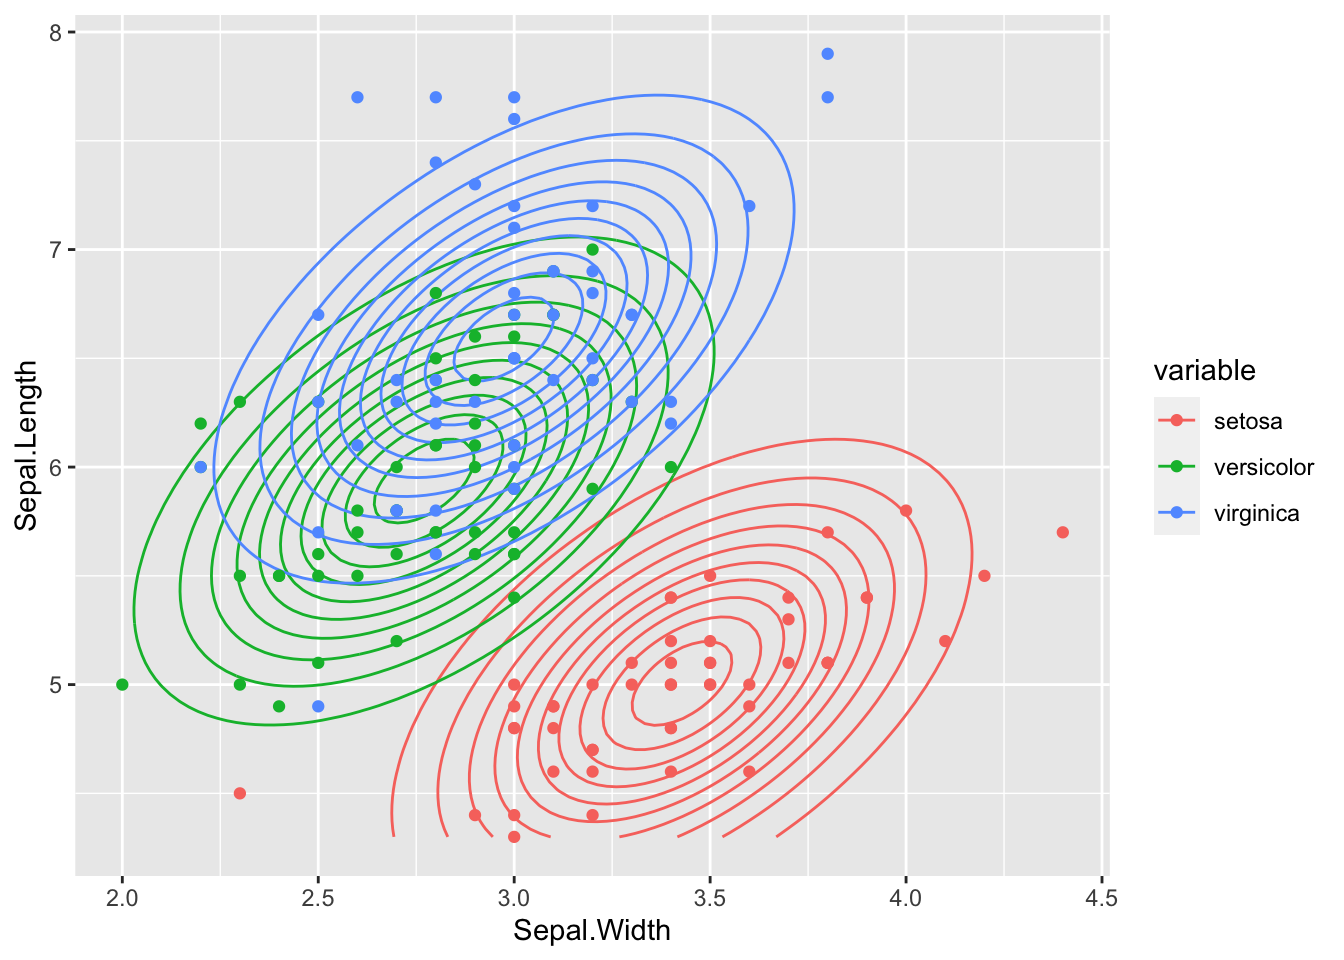 8
7
6
5
Sepal.Length
2.0 2.5 3.0 3.5 4.0 4.5
Sepal.Width
variable
setosa
versicolor
virginica